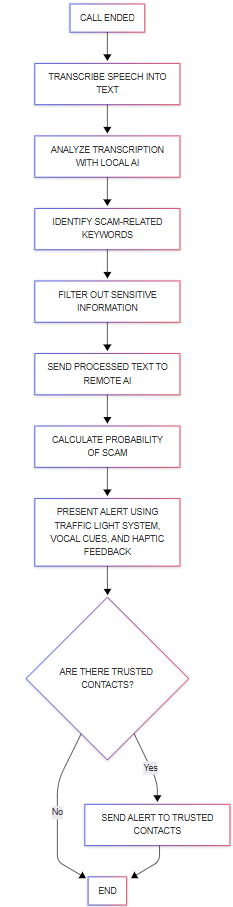 CALL ENDED
TRANSCRIBE SPEECH INTO
TEXT
ANALYZE TRANSCRIPTION
WITH LOCAL AI
IDENTIFY SCAM-RELATED
KEYWORDS
FILTER OUT SENSITIVE
INFORMATION
SEND PROCESSED TEXT TO
REMOTE AI
CALCULATE PROBABILITY
OF SCAM
PRESENT ALERT USING
TRAFFIC LIGHT SYSTEM,
VOCAL CUES, AND HAPTIC
FEEDBACK
ARE THERE TRUSTED
CONTACTS?
Yes
No
SEND ALERT TO TRUSTED
CONTACTS
END